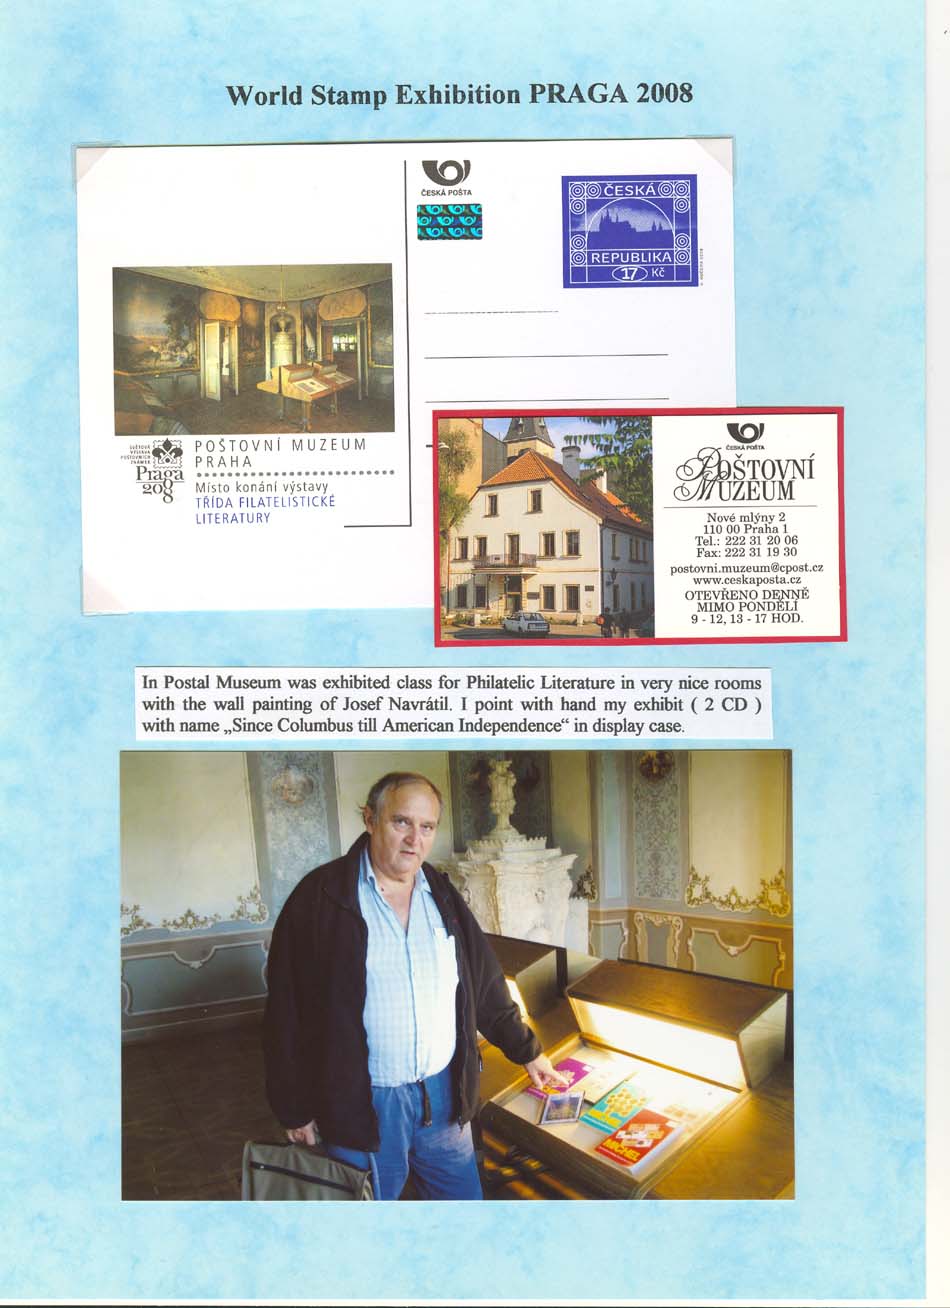 World Stamp Exhibition PRAGA 2008
ČESKÁ POŠTA
ČESKÁ
REPUBLIKA
17 Kč
SVĚTOVÁ
VÝSTAVA
POŠTOVNÍCH
ZNÁMEK
Praga
2008
POŠTOVNÍ MUZEUM
PRAHA
Místo konání výstavy
TŘÍDA FILATELISTICKÉ
LITERATURY
ČESKÁ POŠTA
POŠTOVNÍ
MUZEUM
Nové mlýny 2
110 00 Praha 1
Tel.: 222 31 20 06
Fax: 222 31 19 30
postovni.muzeum@cpost.cz
www.ceskaposta.cz
OTEVŘENO DENNĚ
MIMO PONDĚLÍ
9 - 12, 13 - 17 HOD.
In Postal Museum was exhibited class for Philatelic Literature in very nice rooms
with the wall painting of Josef Navrátil. I point with hand my exhibit ( 2 CD )
with name „Since Columbus till American Independence“ in display case.
MICHEL